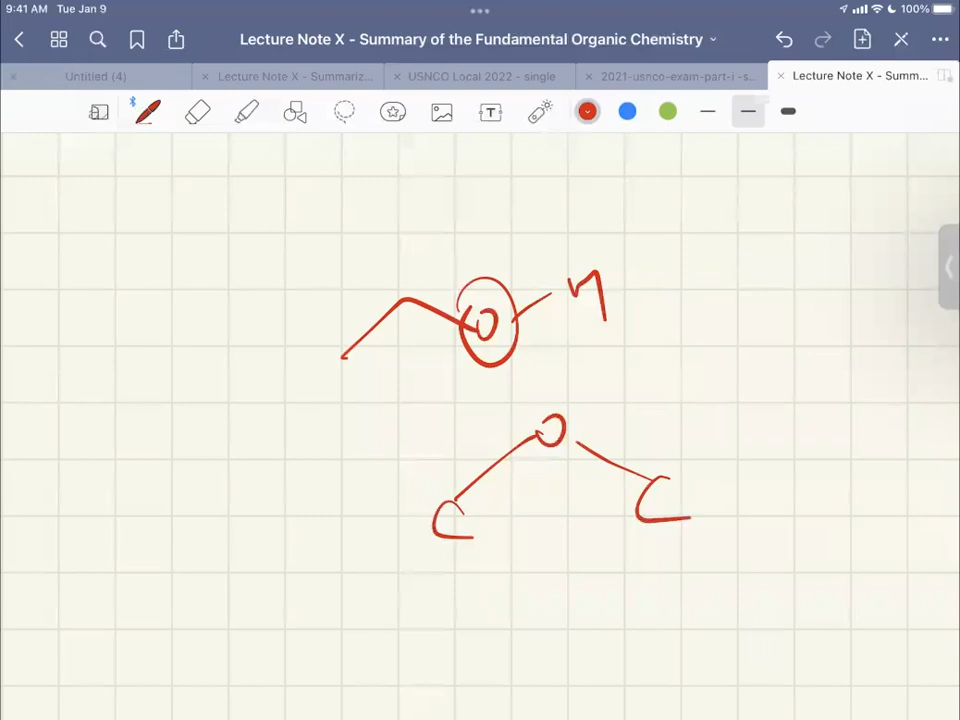 9:41 AM Tue Jan 9
100%
Lecture Note X - Summary of the Fundamental Organic Chemistry
Untitled (4)
Lecture Note X - Summariz...
USNCO Local 2022 - single
2021-usnco-exam-part-i -s...
Lecture Note X - Summ...
T
O
H
O
C C